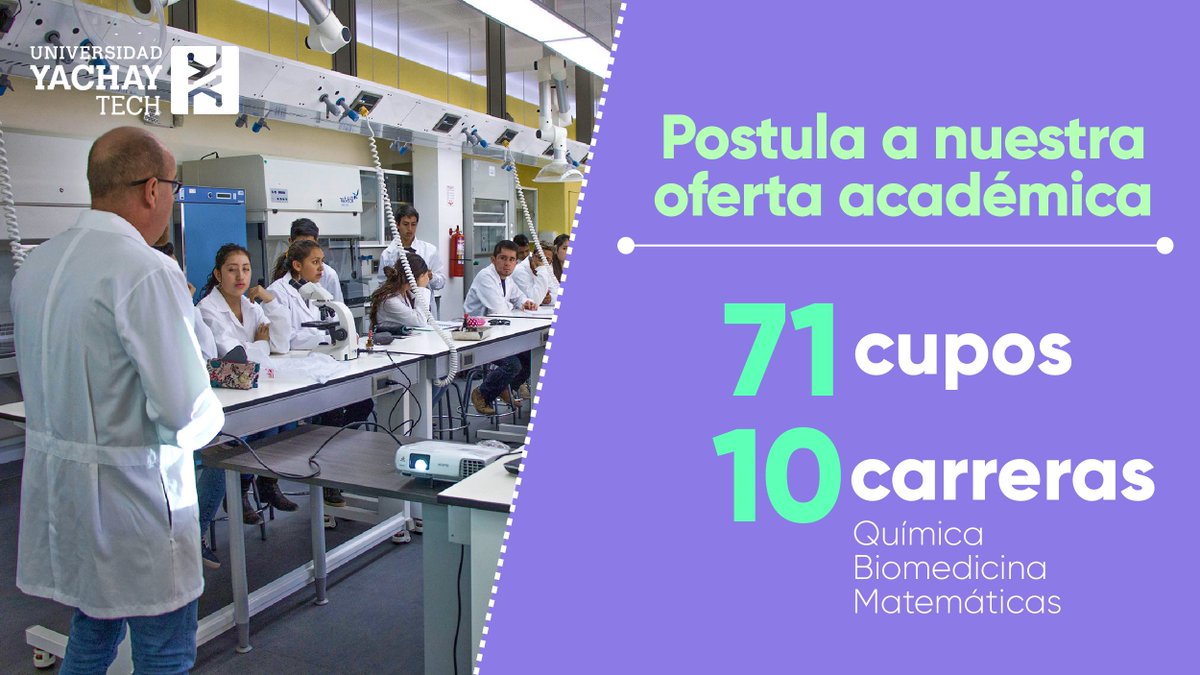 UNIVERSIDAD
YACHAY
TECH
Postula a nuestra
oferta académica
71 cupos
10 carreras
Química
Biomedicina
Matemáticas